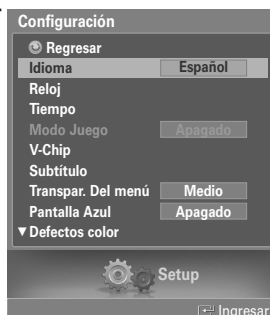 Configuración
Regresar
Idioma Español
Reloj
Tiempo
Modo Juego Apagado
V-Chip
Subtítulo
Transpar. Del menú Medio
Pantalla Azul Apagado
▼Defectos color
Setup
Ingresar